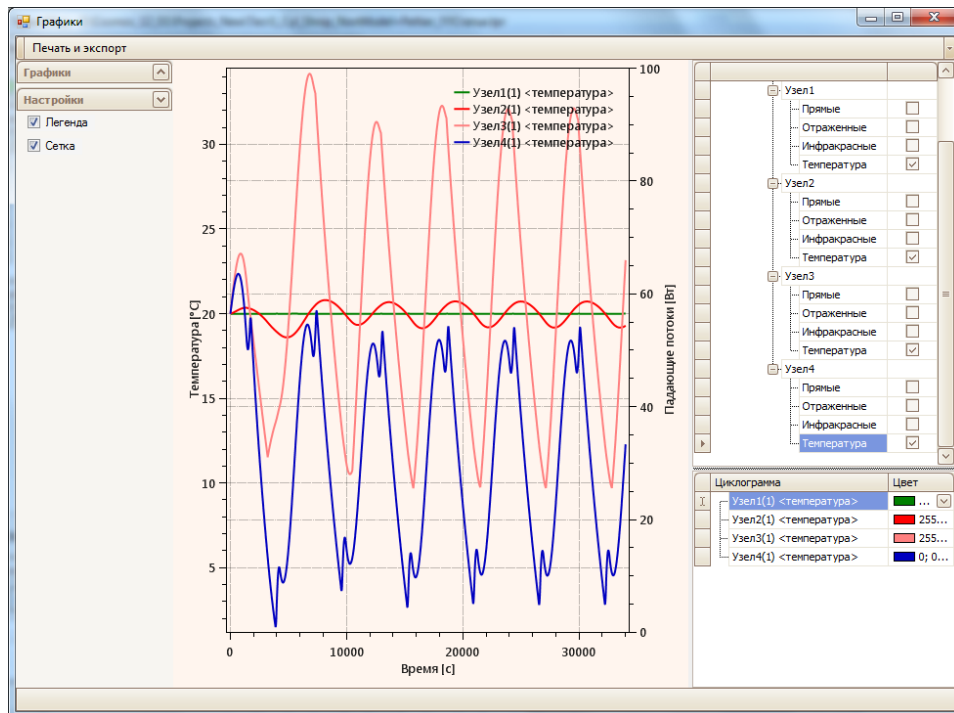 Графики
Печать и экспорт
Графики
Настройки
Легенда
Сетка
Узел1(1) <температура>
Узел2(1) <температура>
Узел3(1) <температура>
Узел4(1) <температура>
Температура [°C]
30
25
20
15
10
5
100
80
60
40
20
0
Падающие потоки [Вт]
0 10000 20000 30000
Время [с]
Узел1
Прямые
Отраженные
Инфракрасные
Температура
Узел2
Прямые
Отраженные
Инфракрасные
Температура
Узел3
Прямые
Отраженные
Инфракрасные
Температура
Узел4
Прямые
Отраженные
Инфракрасные
Температура
Циклограмма Цвет
Узел1(1) <температура> ...
Узел2(1) <температура> 255...
Узел3(1) <температура> 255...
Узел4(1) <температура> 0; 0...